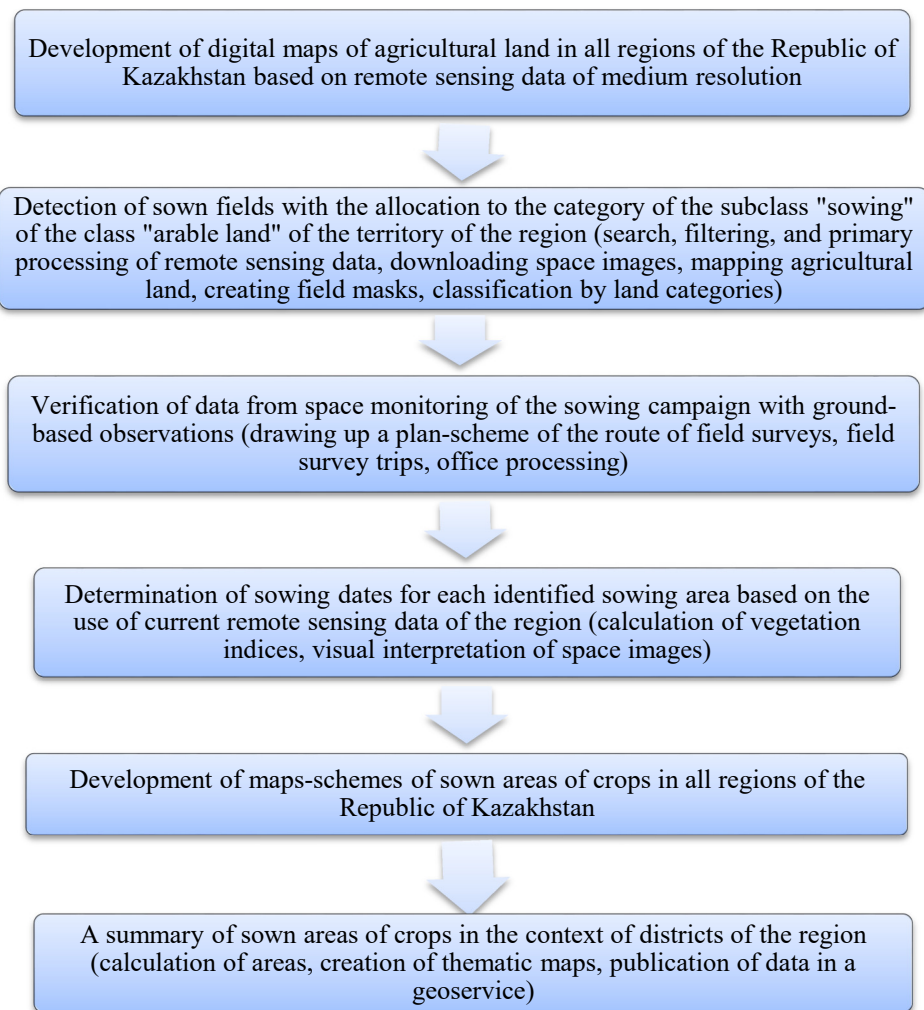 Development of digital maps of agricultural land in all regions of the Republic of
Kazakhstan based on remote sensing data of medium resolution
Detection of sown fields with the allocation to the category of the subclass "sowing"
of the class "arable land" of the territory of the region (search, filtering, and primary
processing of remote sensing data, downloading space images, mapping agricultural
land, creating field masks, classification by land categories)
Verification of data from space monitoring of the sowing campaign with ground-
based observations (drawing up a plan-scheme of the route of field surveys, field
survey trips, office processing)
Determination of sowing dates for each identified sowing area based on the
use of current remote sensing data of the region (calculation of vegetation
indices, visual interpretation of space images)
Development of maps-schemes of sown areas of crops in all regions of the
Republic of Kazakhstan
A summary of sown areas of crops in the context of districts of the region
(calculation of areas, creation of thematic maps, publication of data in a
geoservice)